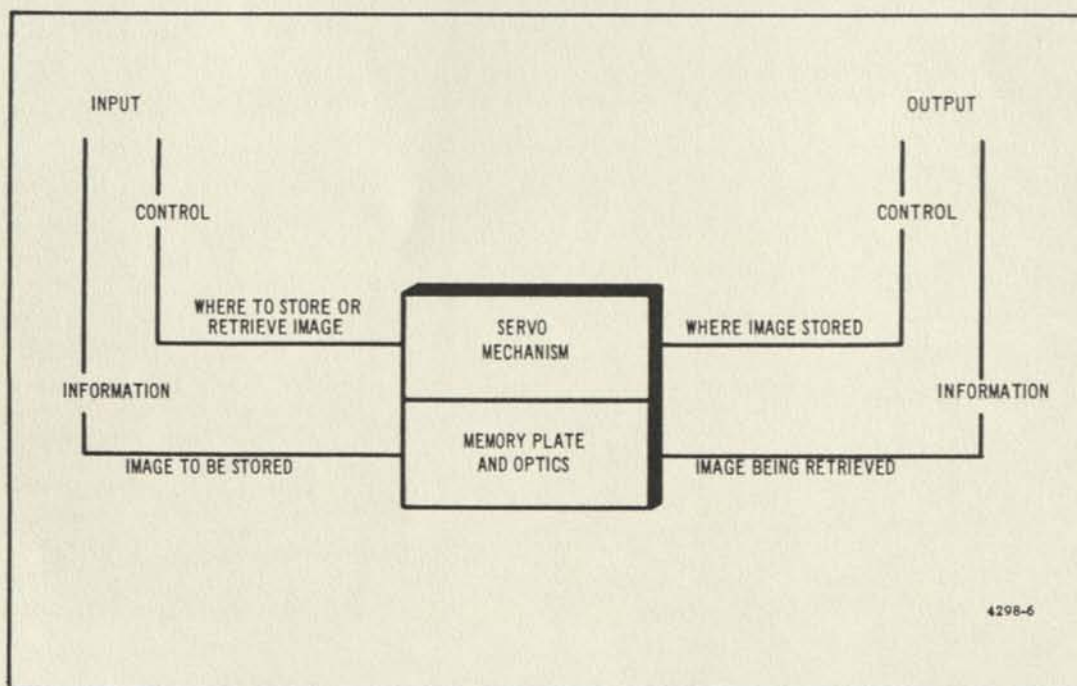 INPUT
OUTPUT
CONTROL
CONTROL
WHERE TO STORE OR
RETRIEVE IMAGE
SERVO
MECHANISM
WHERE IMAGE STORED
INFORMATION
INFORMATION
MEMORY PLATE
AND OPTICS
IMAGE TO BE STORED
IMAGE BEING RETRIEVED
4298-6